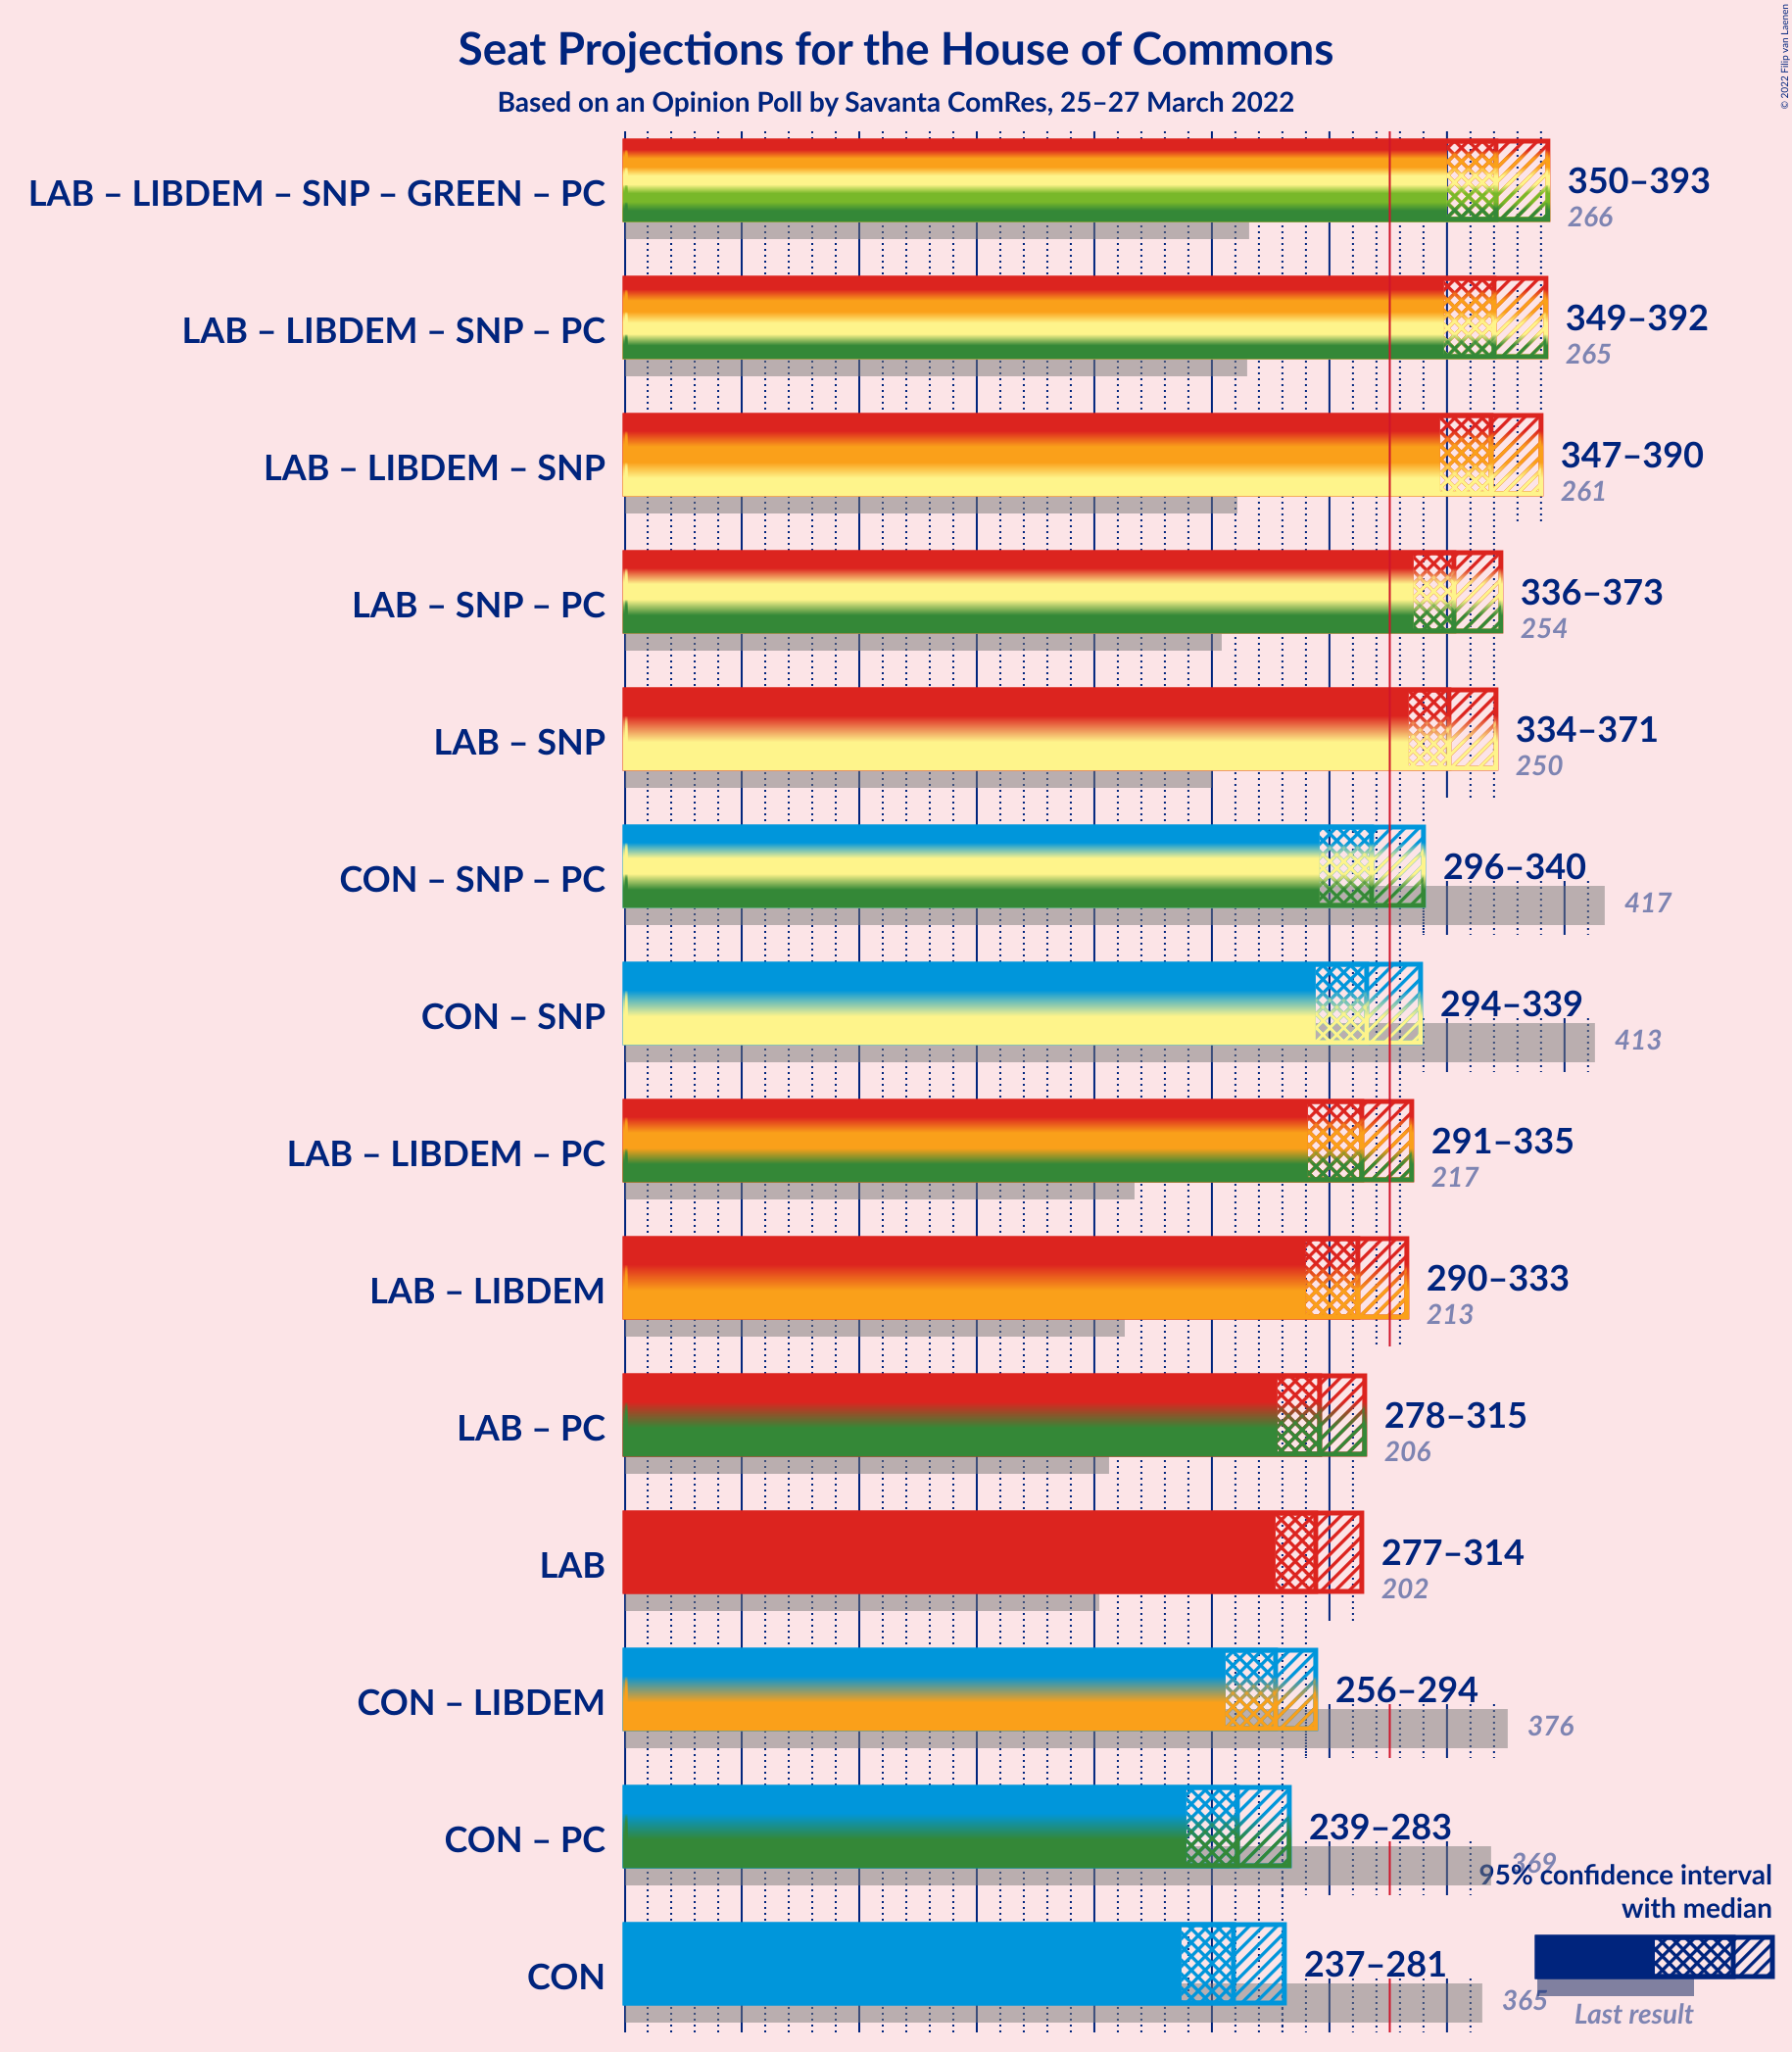 Seat Projections for the House of Commons
Based on an Opinion Poll by Savanta ComRes, 25–27 March 2022
© 2022 Filip van Laenen
LAB – LIBDEM – SNP – GREEN – PC
350–393
266
LAB – LIBDEM – SNP – PC
349–392
265
LAB – LIBDEM – SNP
347–390
261
LAB – SNP – PC
336–373
254
LAB – SNP
334–371
250
CON – SNP – PC
296–340
417
CON – SNP
294–339
413
LAB – LIBDEM – PC
291–335
217
LAB – LIBDEM
290–333
213
LAB – PC
278–315
206
LAB
277–314
202
CON – LIBDEM
256–294
376
CON – PC
239–283
369
CON
237–281
365
95% confidence interval
with median
Last result